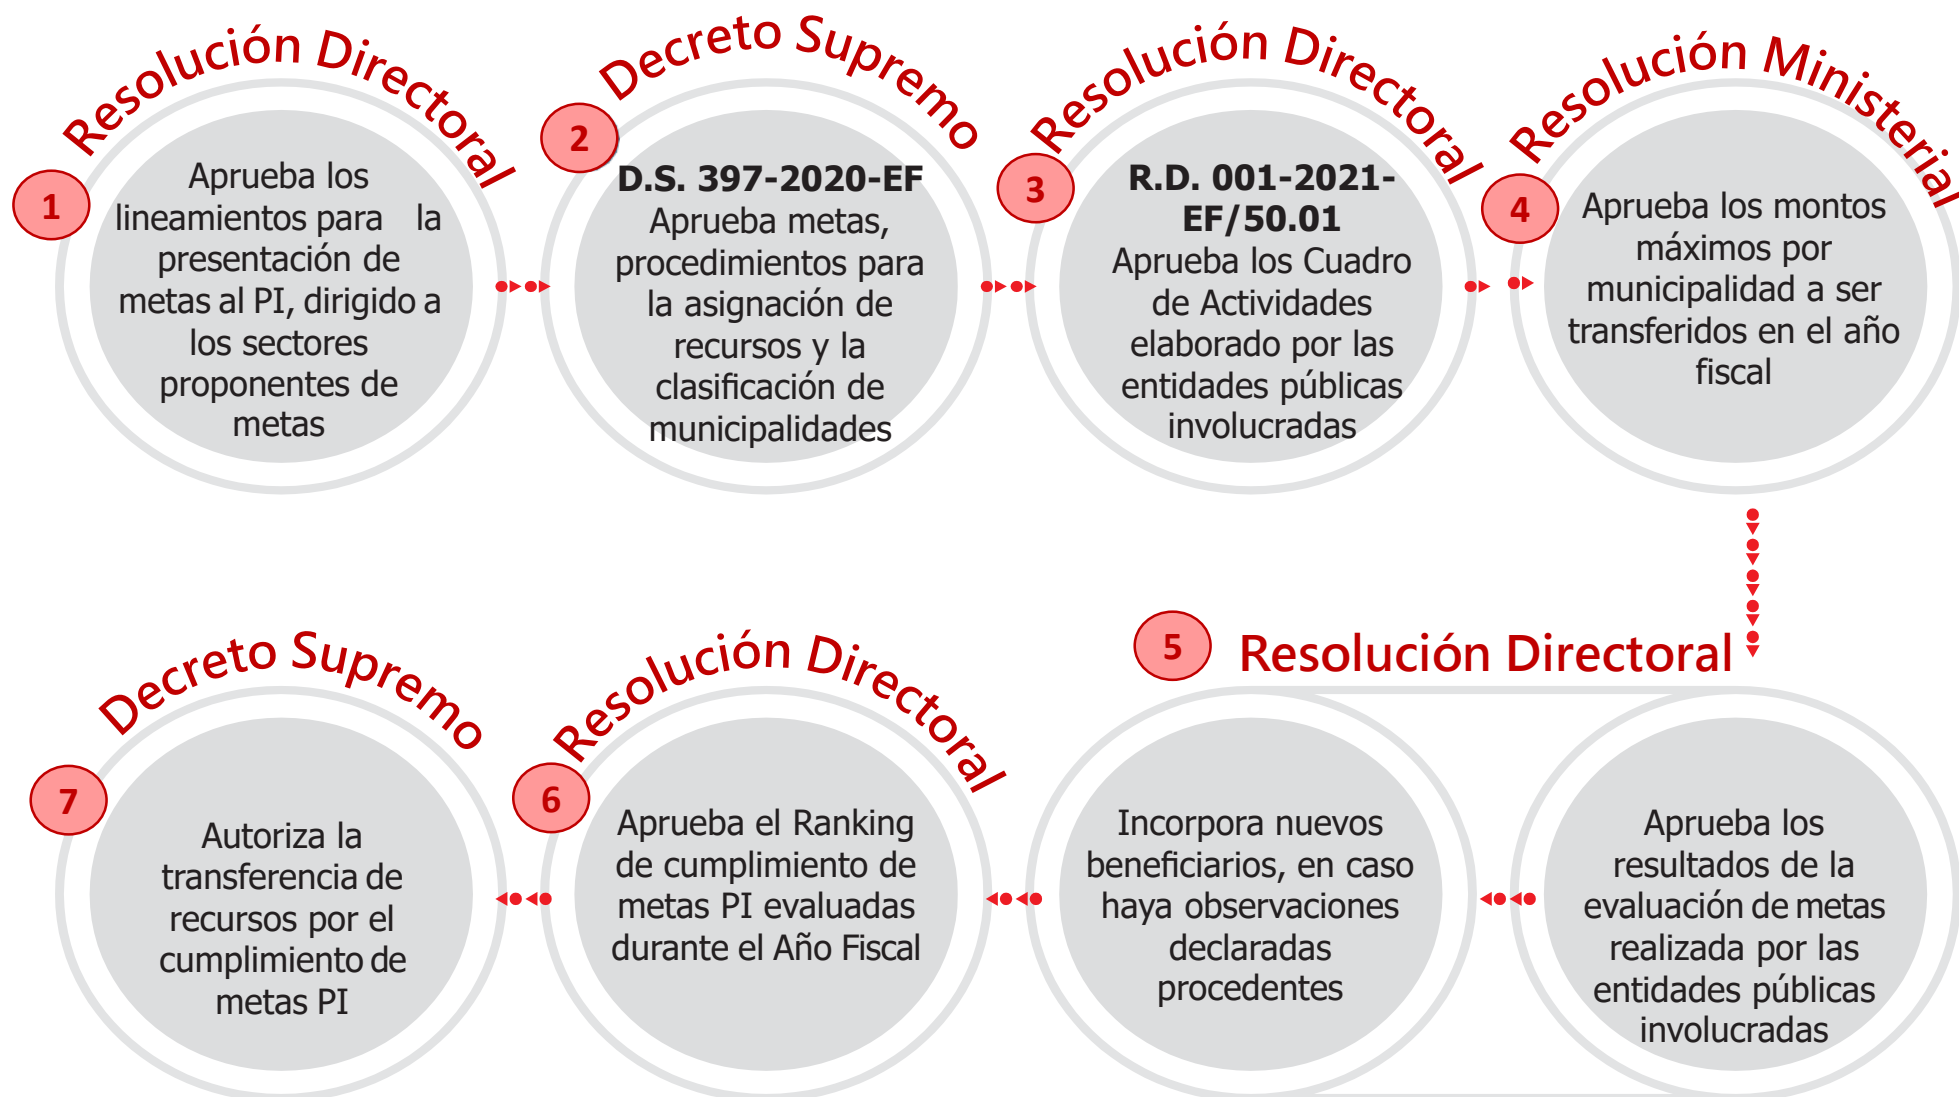 Resolución Directoral
1
Aprueba los
lineamientos para la
presentación de
metas al PI, dirigido a
los sectores
proponentes de
metas
Decreto Supremo
2
D.S. 397-2020-EF
Aprueba metas,
procedimientos para
la asignación de
recursos y la
clasificación de
municipalidades
Resolución Directoral
3
R.D. 001-2021-
EF/50.01
Aprueba los Cuadro
de Actividades
elaborado por las
entidades públicas
involucradas
Resolución Ministerial
4
Aprueba los montos
máximos por
municipalidad a ser
transferidos en el año
fiscal
5 Resolución Directoral
Aprueba los
resultados de la
evaluación de metas
realizada por las
entidades públicas
involucradas
Incorpora nuevos
beneficiarios, en caso
haya observaciones
declaradas
procedentes
Resolución Directoral
6
Aprueba el Ranking
de cumplimiento de
metas PI evaluadas
durante el Año Fiscal
Decreto Supremo
7
Autoriza la
transferencia de
recursos por el
cumplimiento de
metas PI